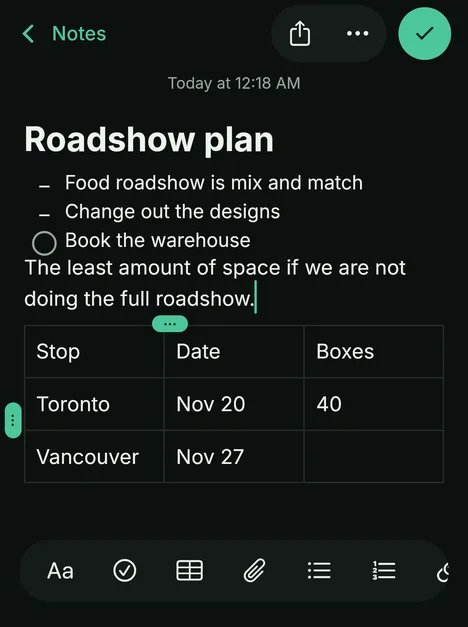 Notes
Today at 12:18 AM
Roadshow plan
– Food roadshow is mix and match
– Change out the designs
Book the warehouse
The least amount of space if we are not
doing the full roadshow.
Stop Date Boxes
Toronto Nov 20 40
Vancouver Nov 27
Aa